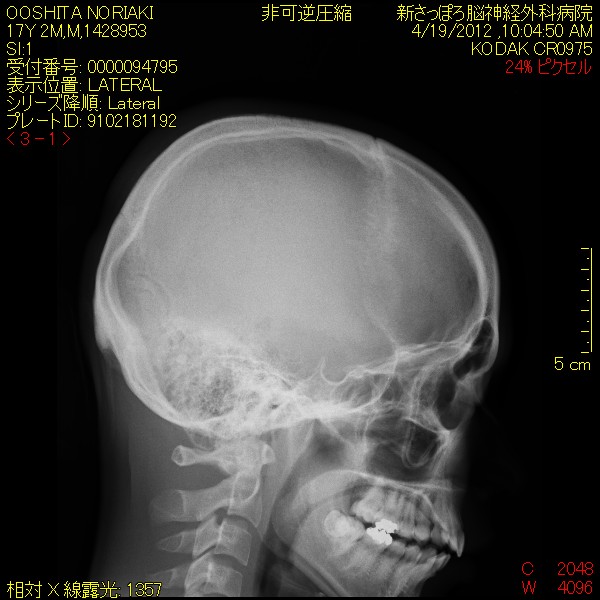 OOSHITA NORIAKI
17Y 2M,M,1428953
SI:1
受付番号: 0000094795
表示位置: LATERAL
シリーズ降順: Lateral
プレートID: 9102181192
<3-1>
非可逆圧縮
新さっぽろ脳神経外科病院
4/19/2012 ,10:04:50 AM
KODAK CR0975
24% ピクセル
5 cm
相対X線露光: 1357
C 2048
W 4096